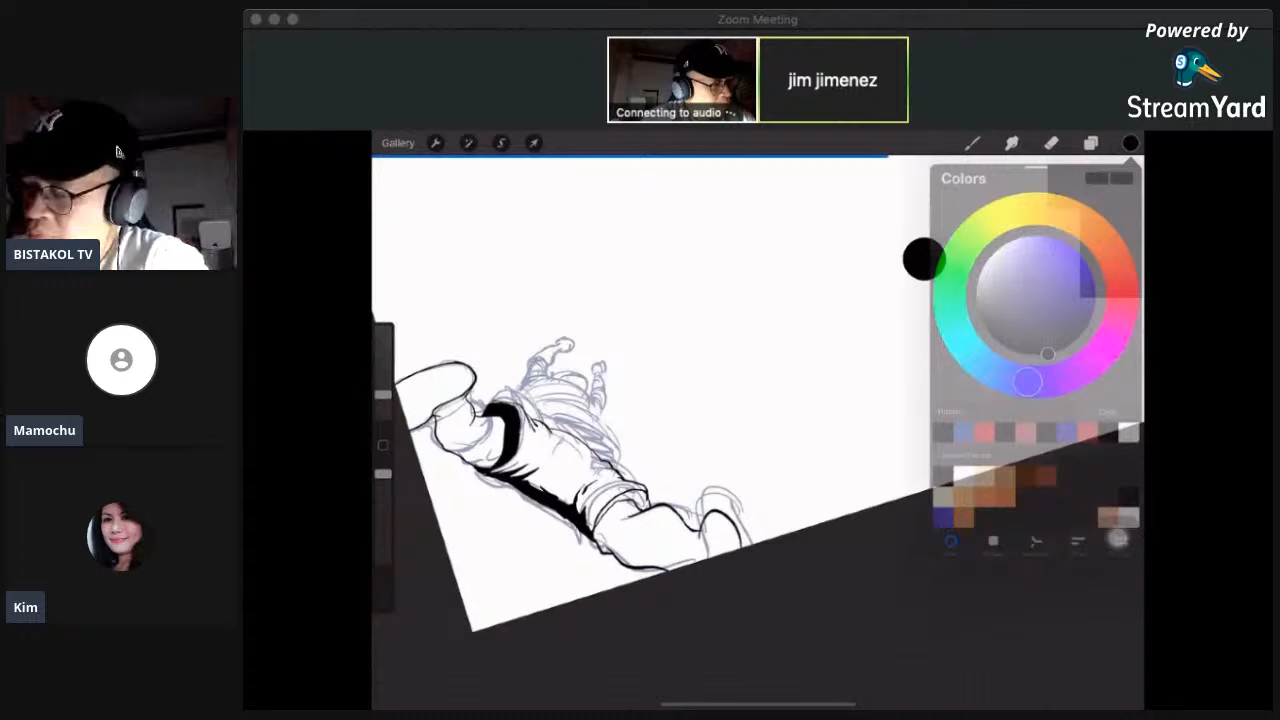 Zoom Meeting
Powered by
StreamYard
Connecting to audio
jim jimenez
Gallery
Colors
BISTAKOL TV
Mamochu
Kim